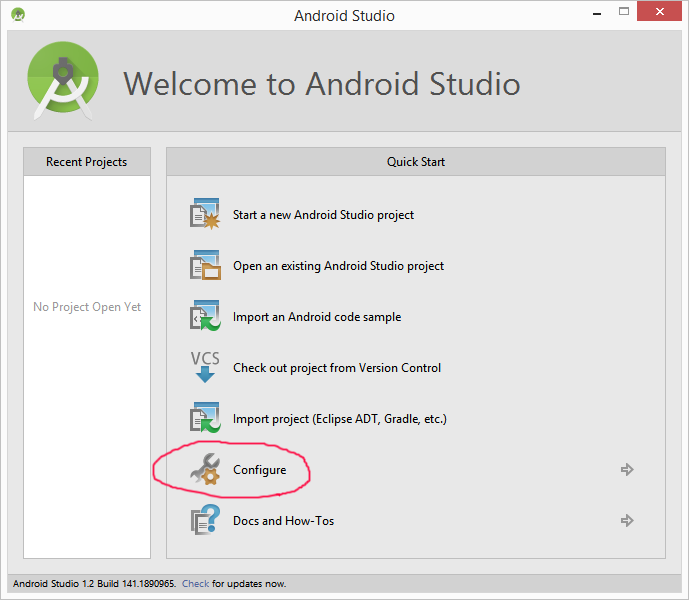 Android Studio
Welcome to Android Studio
Recent Projects
No Project Open Yet
Quick Start
Start a new Android Studio project
Open an existing Android Studio project
Import an Android code sample
VCS
Check out project from Version Control
Import project (Eclipse ADT, Gradle, etc.)
Configure
Docs and How-Tos
Android Studio 1.2 Build 141.1890965. Check for updates now.